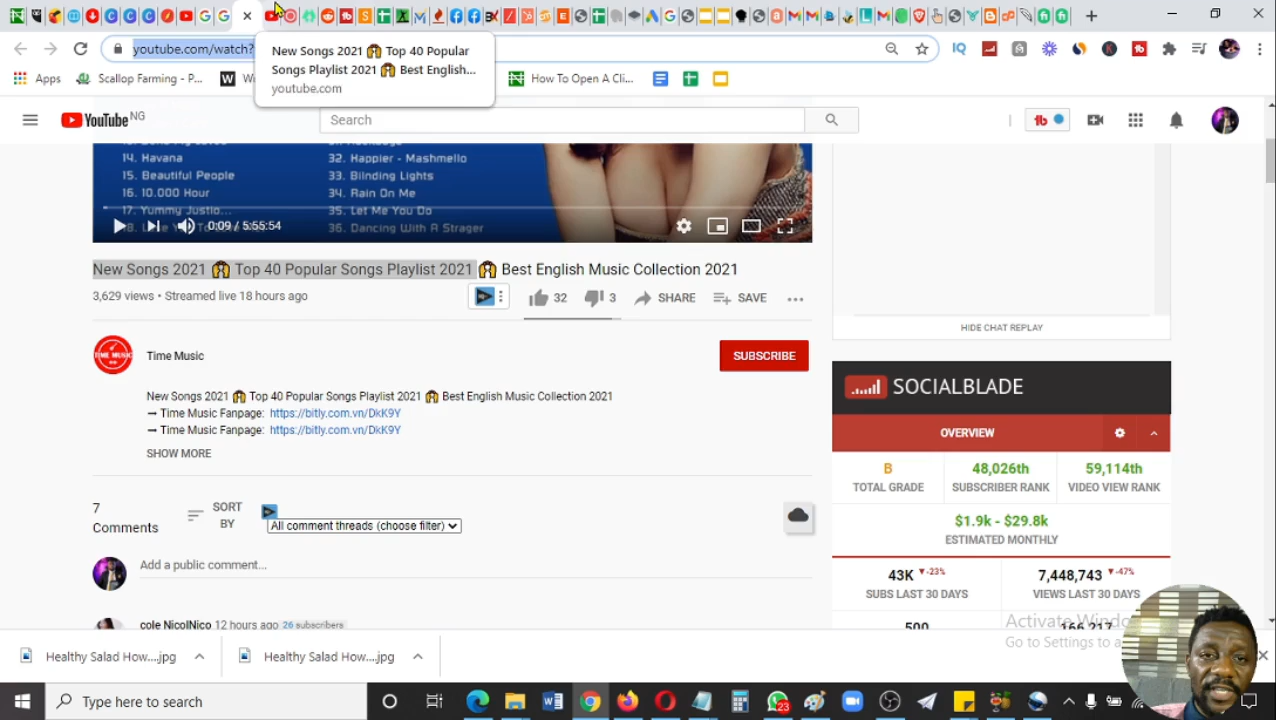 youtube.com/watch?
New Songs 2021 👯 Top 40 Popular
Songs Playlist 2021 👯 Best English...
youtube.com
Apps
Scallop Farming - P...
How To Open A Cli...
YouTube NG
Search
14. Havana
15. Beautiful People
16. 10.000 Hour
17. Yummy Justio...
32. Happier - Mashmello
33. Bilnding Lights
34. Rain On Me
35. Let Me You Do
36. Dancing With A Strager
0:09 / 5:55:54
New Songs 2021 👯 Top 40 Popular Songs Playlist 2021 👯 Best English Music Collection 2021
3,629 views • Streamed live 18 hours ago
32
3
SHARE
SAVE
HIDE CHAT REPLAY
TIME MUSIC
Time Music
SUBSCRIBE
New Songs 2021 👯 Top 40 Popular Songs Playlist 2021 👯 Best English Music Collection 2021
➞ Time Music Fanpage: https://bitly.com.vn/DkK9Y
➞ Time Music Fanpage: https://bitly.com.vn/DkK9Y
SHOW MORE
SOCIALBLADE
OVERVIEW
B
TOTAL GRADE
48,026th
SUBSCRIBER RANK
59,114th
VIDEO VIEW RANK
$1.9k - $29.8k
ESTIMATED MONTHLY
43K -23%
SUBS LAST 30 DAYS
7,448,743 -47%
VIEWS LAST 30 DAYS
7
Comments
SORT
BY
All comment threads (choose filter)
Add a public comment...
cole NicolNico 12 hours ago 26 subscribers
500
166,217
Activate Windo
Go to Settings to a
Healthy Salad How....jpg
Healthy Salad How....jpg
Type here to search
23